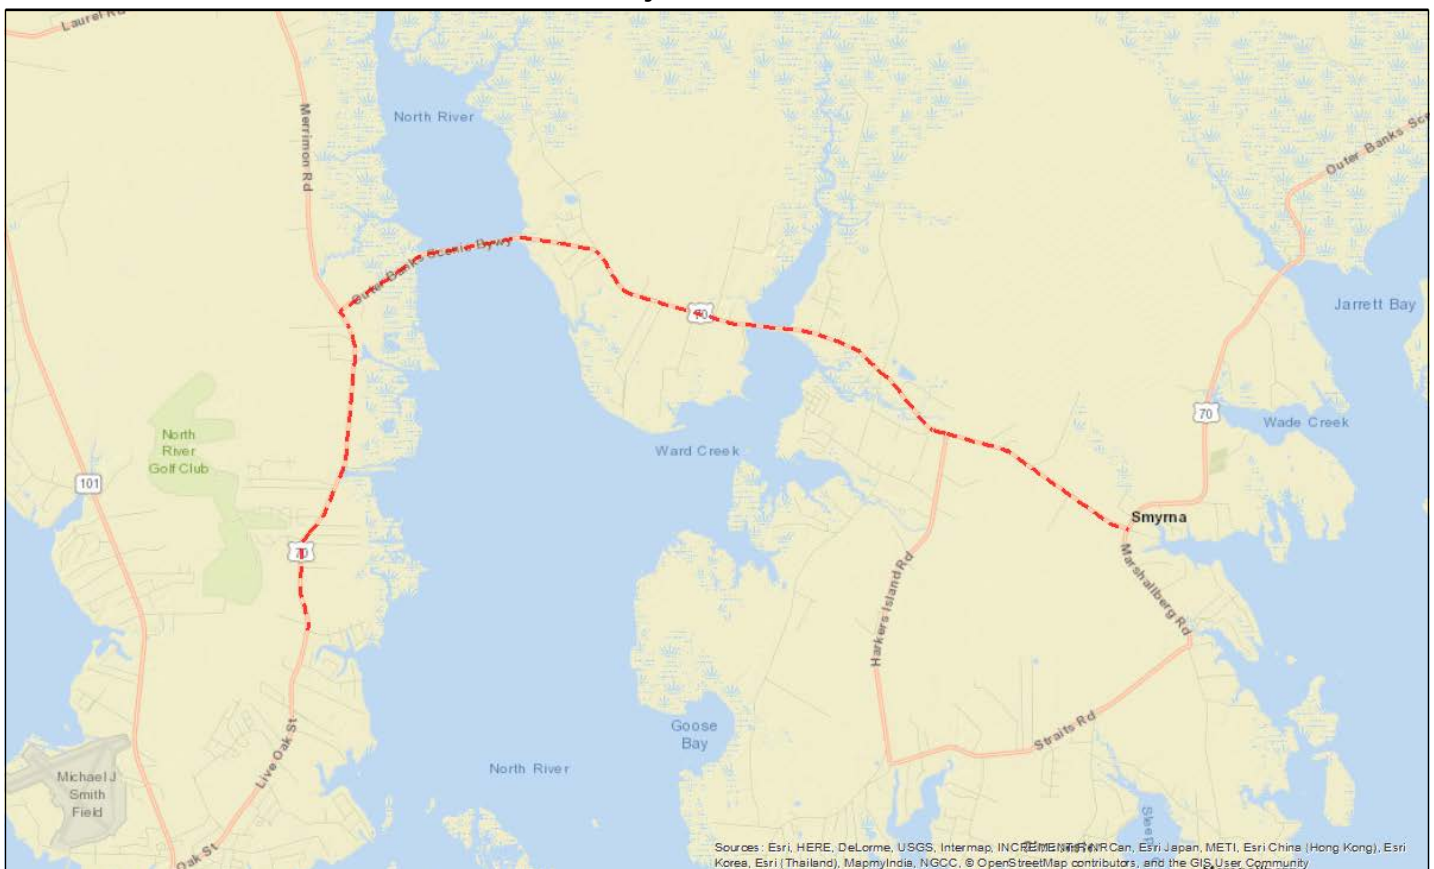 Laurel Rd
Merrimon Rd
North River
Outer Banks Sce
Outer Banks Scenic Bywy
70
Jarrett Bay
70
Wade Creek
North
River
Golf Club
Ward Creek
101
Smyrna
70
Marshallberg Rd
Harkers Island Rd
Straits Rd
Goose
Bay
Live Oak St
North River
Michael J
Smith
Field
Oak St
Sources: Esri, HERE, DeLorme, USGS, Intermap, INCREMENT P, NRCan, Esri Japan, METI, Esri China (Hong Kong), Esri
Korea, Esri (Thailand), MapmyIndia, NGCC, © OpenStreetMap contributors, and the GIS User Community